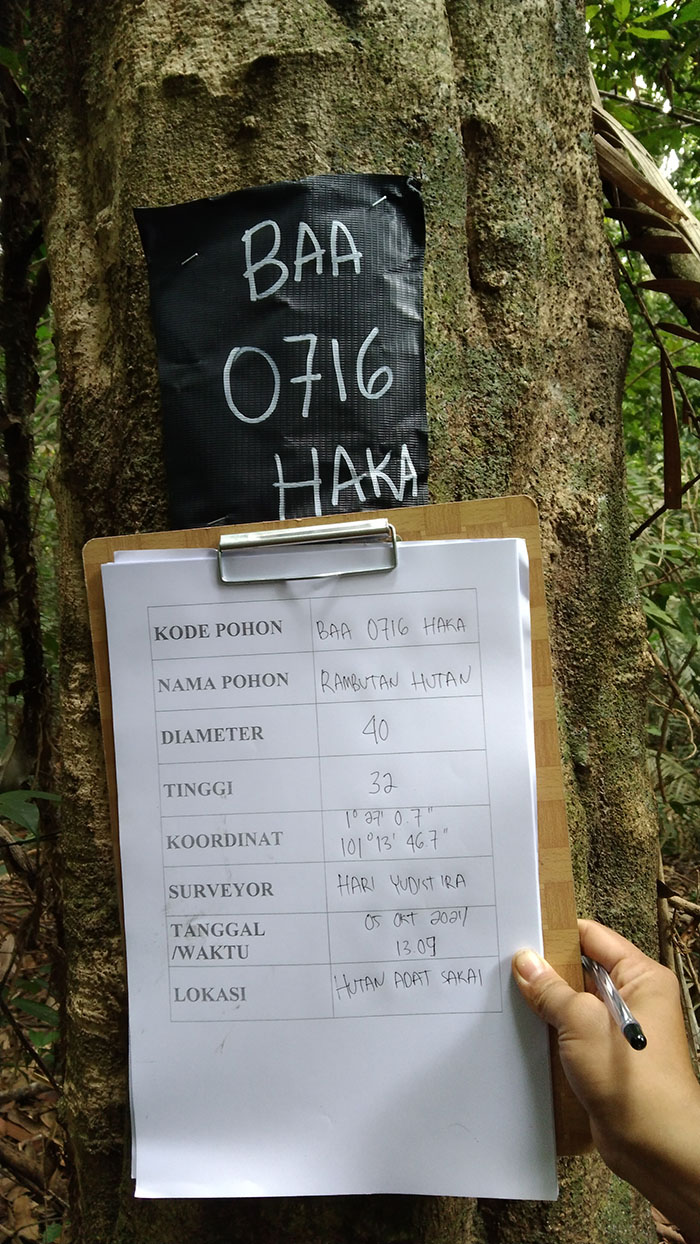 BAA
0716
HAKA
KODE POHON BAA 0716 HAKA
NAMA POHON RAMBUTAN HUTAN
DIAMETER 40
TINGGI 32
KOORDINAT 1° 27' 0.7"
101° 13' 46.7"
SURVEYOR HARI YUDISTIRA
TANGGAL 05 OKT 2024/
/WAKTU 13.09
LOKASI HUTAN ADAT SAKAI